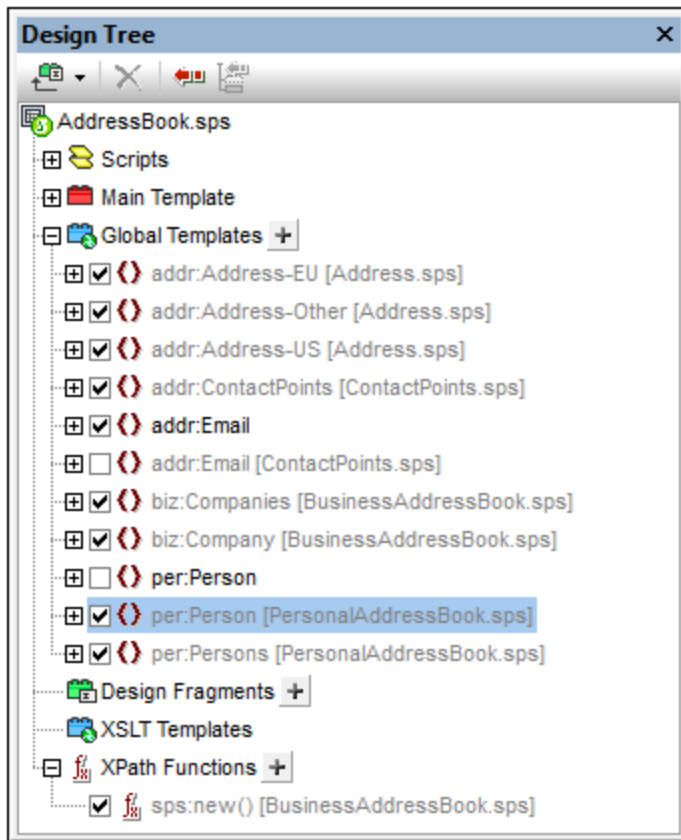 Design Tree
AddressBook.sps
Scripts
Main Template
Global Templates
addr:Address-EU [Address.sps]
addr:Address-Other [Address.sps]
addr:Address-US [Address.sps]
addr:ContactPoints [ContactPoints.sps]
addr:Email
addr:Email [ContactPoints.sps]
biz:Companies [BusinessAddressBook.sps]
biz:Company [BusinessAddressBook.sps]
per:Person
per:Person [PersonalAddressBook.sps]
per:Persons [PersonalAddressBook.sps]
Design Fragments
XSLT Templates
XPath Functions
sps:new() [BusinessAddressBook.sps]